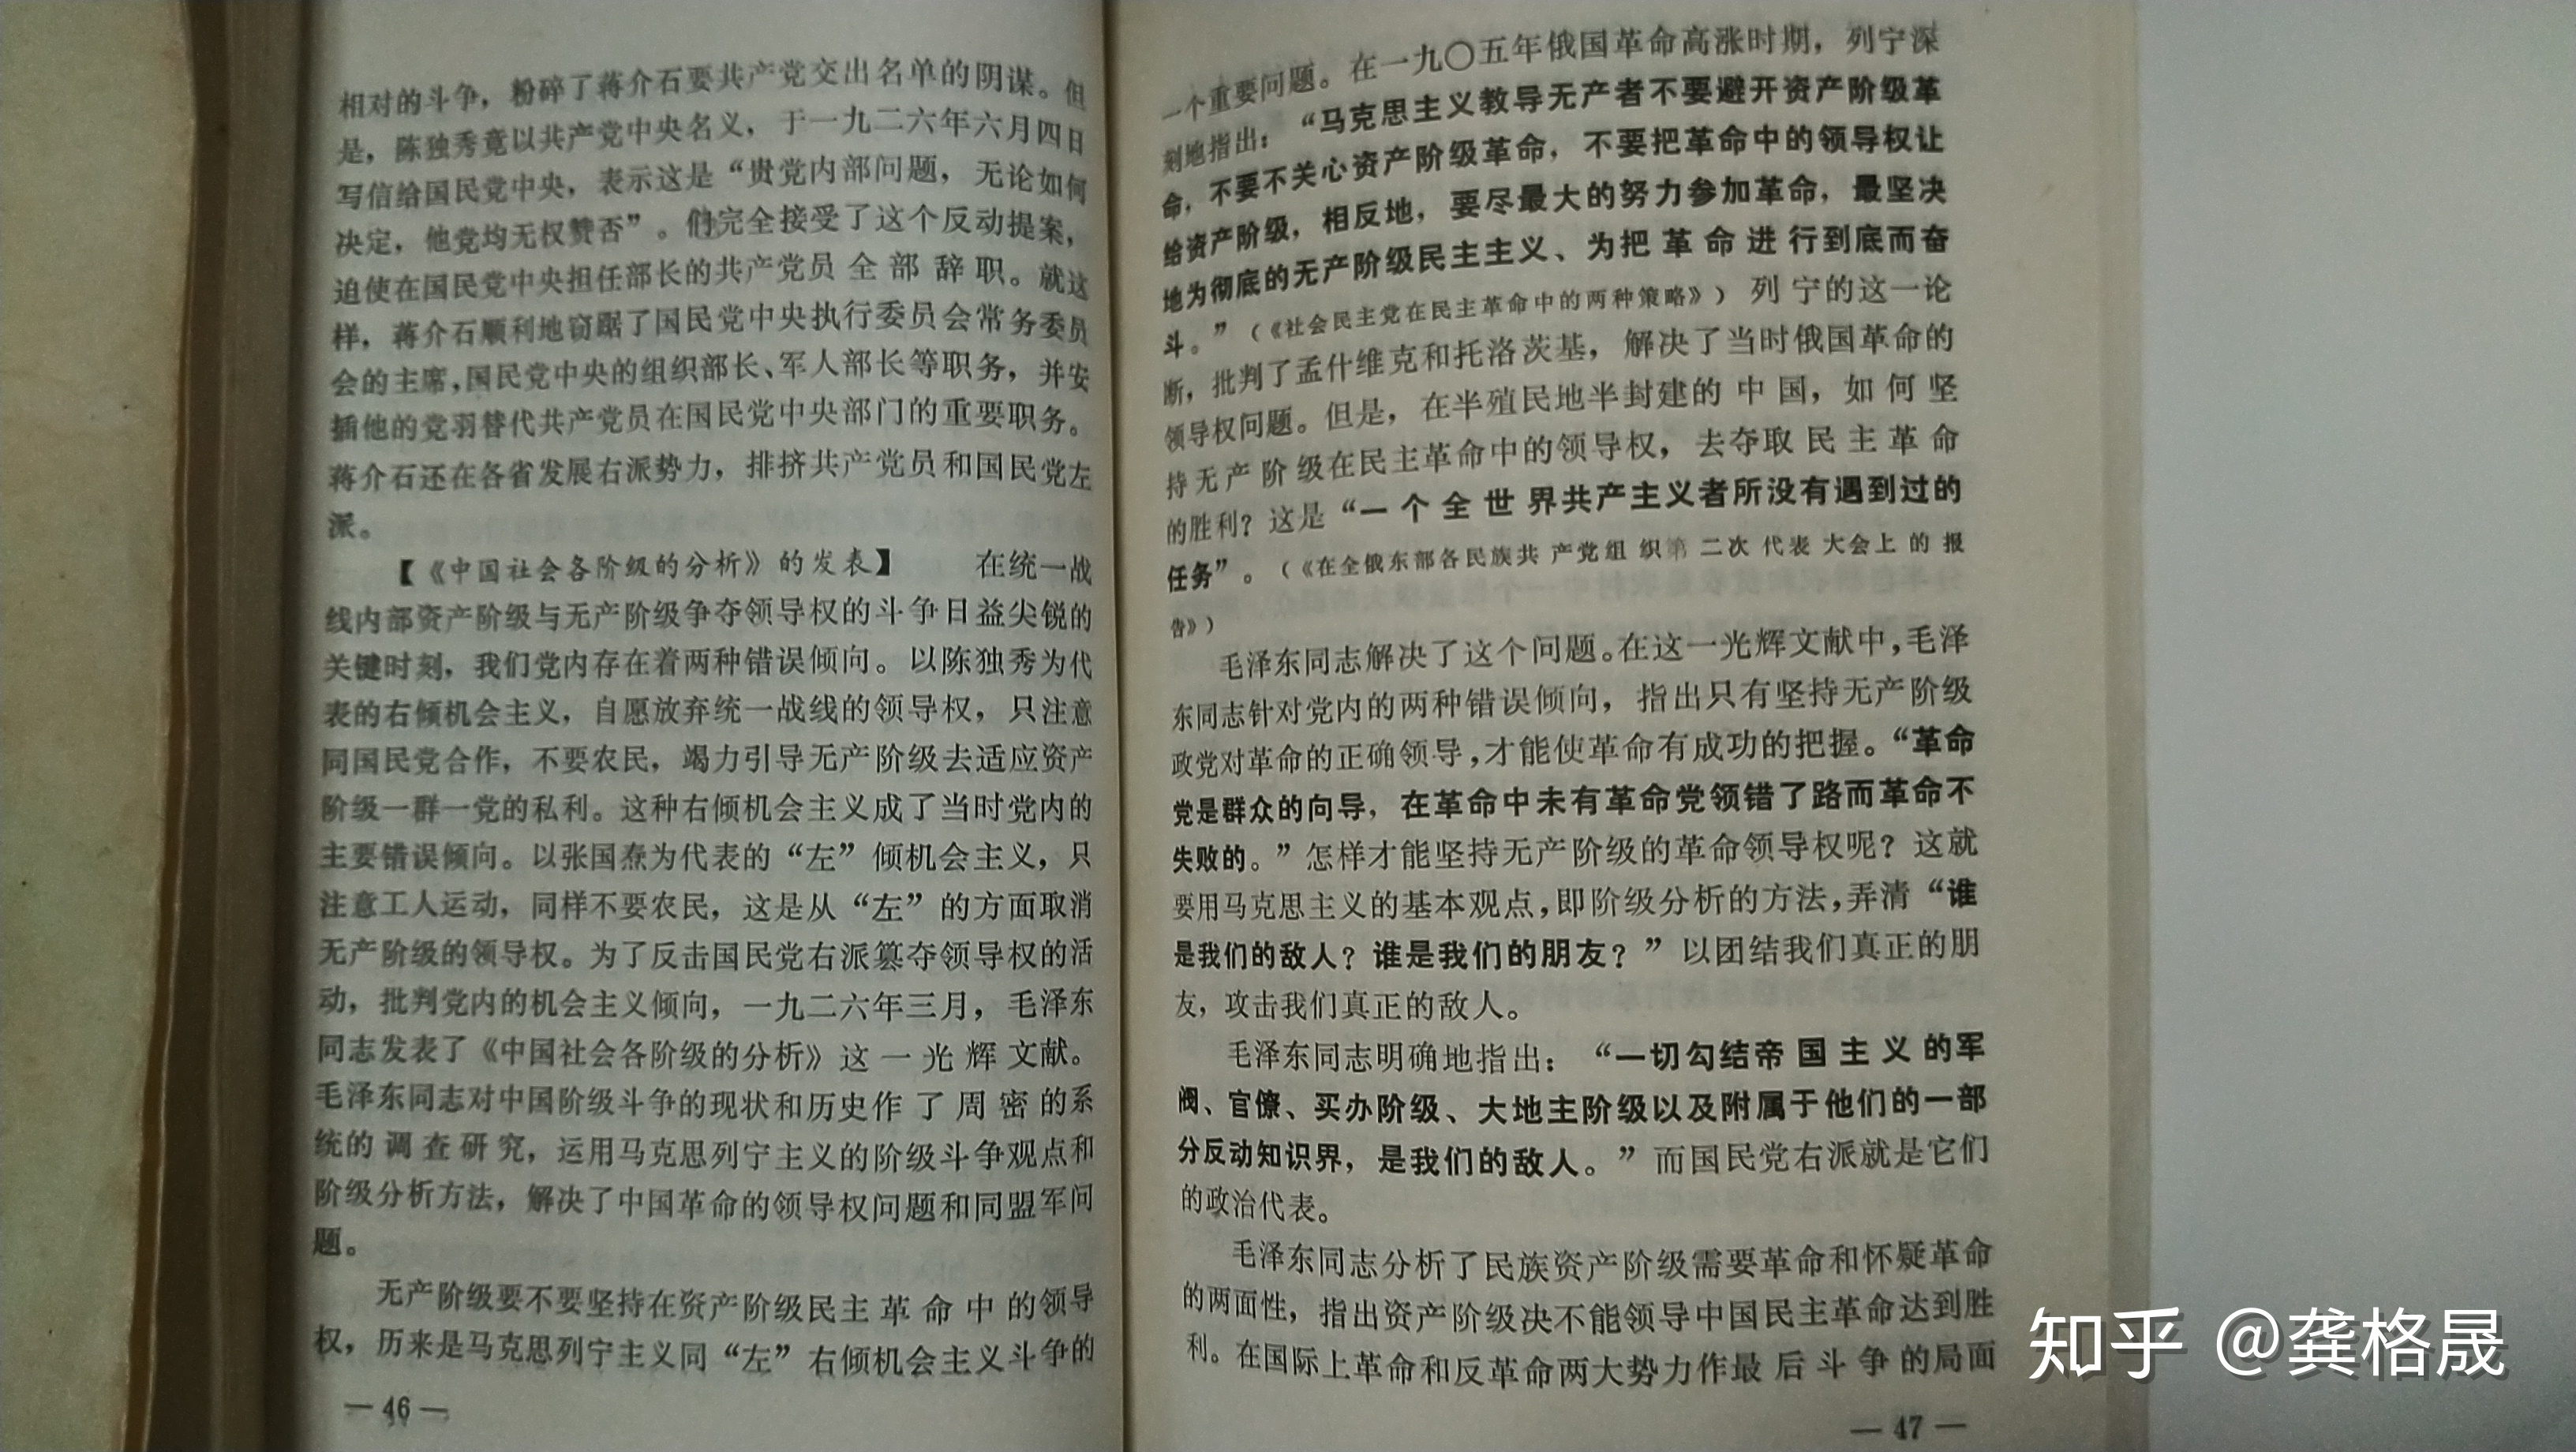 相对的斗争，粉碎了蒋介石要共产党交出名单的阴谋。但
是，陈独秀竟以共产党中央名义，于一九二六年六月四日
写信给国民党中央，表示这是“贵党内部问题，无论如何
决定，他党均无权赞否”。们完全接受了这个反动提案，
迫使在国民党中央担任部长的共产党员全部辞职。就这
样，蒋介石顺利地窃踞了国民党中央执行委员会常务委员
会的主席，国民党中央的组织部长、军人部长等职务，并安
插他的党羽替代共产党员在国民党中央部门的重要职务。
蒋介石还在各省发展右派势力，排挤共产党员和国民党左
派。
【《中国社会各阶级的分析》的发表】 在统一战
线内部资产阶级与无产阶级争夺领导权的斗争日益尖锐的
关键时刻，我们党内存在着两种错误倾向。以陈独秀为代
表的右倾机会主义，自愿放弃统一战线的领导权，只注意
同国民党合作，不要农民，竭力引导无产阶级去适应资产
阶级一群一党的私利。这种右倾机会主义成了当时党内的
主要错误倾向。以张国焘为代表的“左”倾机会主义，只
注意工人运动，同样不要农民，这是从“左”的方面取消
无产阶级的领导权。为了反击国民党右派篡夺领导权的活
动，批判党内的机会主义倾向，一九二六年三月，毛泽东
同志发表了《中国社会各阶级的分析》这一光辉文献。
毛泽东同志对中国阶级斗争的现状和历史作了周密的系
统的调查研究，运用马克思列宁主义的阶级斗争观点和
阶级分析方法，解决了中国革命的领导权问题和同盟军问
题。
无产阶级要不要坚持在资产阶级民主革命中的领导
权，历来是马克思列宁主义同“左”右倾机会主义斗争的
— 46 —
一个重要问题。在一九〇五年俄国革命高涨时期，列宁深
刻地指出：“马克思主义教导无产者不要避开资产阶级革
命，不要不关心资产阶级革命，不要把革命中的领导权让
给资产阶级，相反地，要尽最大的努力参加革命，最坚决
地为彻底的无产阶级民主主义、为把革命进行到底而奋
斗。”（《社会民主党在民主革命中的两种策略》）列宁的这一论
断，批判了孟什维克和托洛茨基，解决了当时俄国革命的
领导权问题。但是，在半殖民地半封建的中国，如何坚
持无产阶级在民主革命中的领导权，去夺取民主革命
的胜利？这是“一个全世界共产主义者所没有遇到过的
任务”。（《在全俄东部各民族共产党组织第二次代表大会上的报
告》）
毛泽东同志解决了这个问题。在这一光辉文献中，毛泽
东同志针对党内的两种错误倾向，指出只有坚持无产阶级
政党对革命的正确领导，才能使革命有成功的把握。“革命
党是群众的向导，在革命中未有革命党领错了路而革命不
失败的。”怎样才能坚持无产阶级的革命领导权呢？这就
要用马克思主义的基本观点，即阶级分析的方法，弄清“谁
是我们的敌人？谁是我们的朋友？”以团结我们真正的朋
友，攻击我们真正的敌人。
毛泽东同志明确地指出：“一切勾结帝国主义的军
阀、官僚、买办阶级、大地主阶级以及附属于他们的一部
分反动知识界，是我们的敌人。”而国民党右派就是它们
的政治代表。
毛泽东同志分析了民族资产阶级需要革命和怀疑革命
的两面性，指出资产阶级决不能领导中国民主革命达到胜
利。在国际上革命和反革命两大势力作最后斗争的局面
— 47 —
知乎 @龚格晟